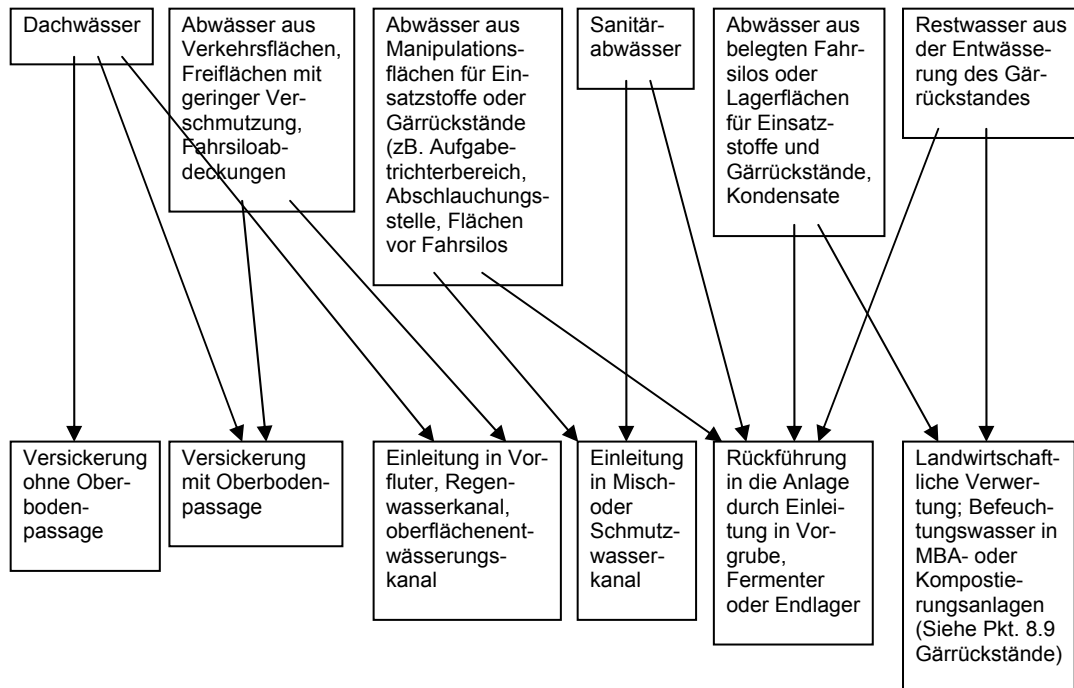 Dachwässer
Abwässer aus
Verkehrsflächen,
Freiflächen mit
geringer Ver-
schmutzung,
Fahrsiloab-
deckungen
Abwässer aus
Manipulations-
flächen für Ein-
satzstoffe oder
Gärrückstände
(zB. Aufgabe-
trichterbereich,
Abschlauchungs-
stelle, Flächen
vor Fahrsilos
Sanitär-
abwässer
Abwässer aus
belegten Fahr-
silos oder
Lagerflächen
für Einsatz-
stoffe und
Gärrückstände,
Kondensate
Restwasser aus
der Entwässe-
rung des Gär-
rückstandes
Versickerung
ohne Ober-
boden-
passage
Versickerung
mit Oberboden-
passage
Einleitung in Vor-
fluter, Regen-
wasserkanal,
oberflächenent-
wässerungs-
kanal
Einleitung
in Misch-
oder
Schmutz-
wasser-
kanal
Rückführung
in die Anlage
durch Einlei-
tung in Vor-
grube,
Fermenter
oder Endlager
Landwirtschaft-
liche Verwer-
tung; Befeuch-
tungswasser in
MBA- oder
Kompostie-
rungsanlagen
(Siehe Pkt. 8.9
Gärrückstände)